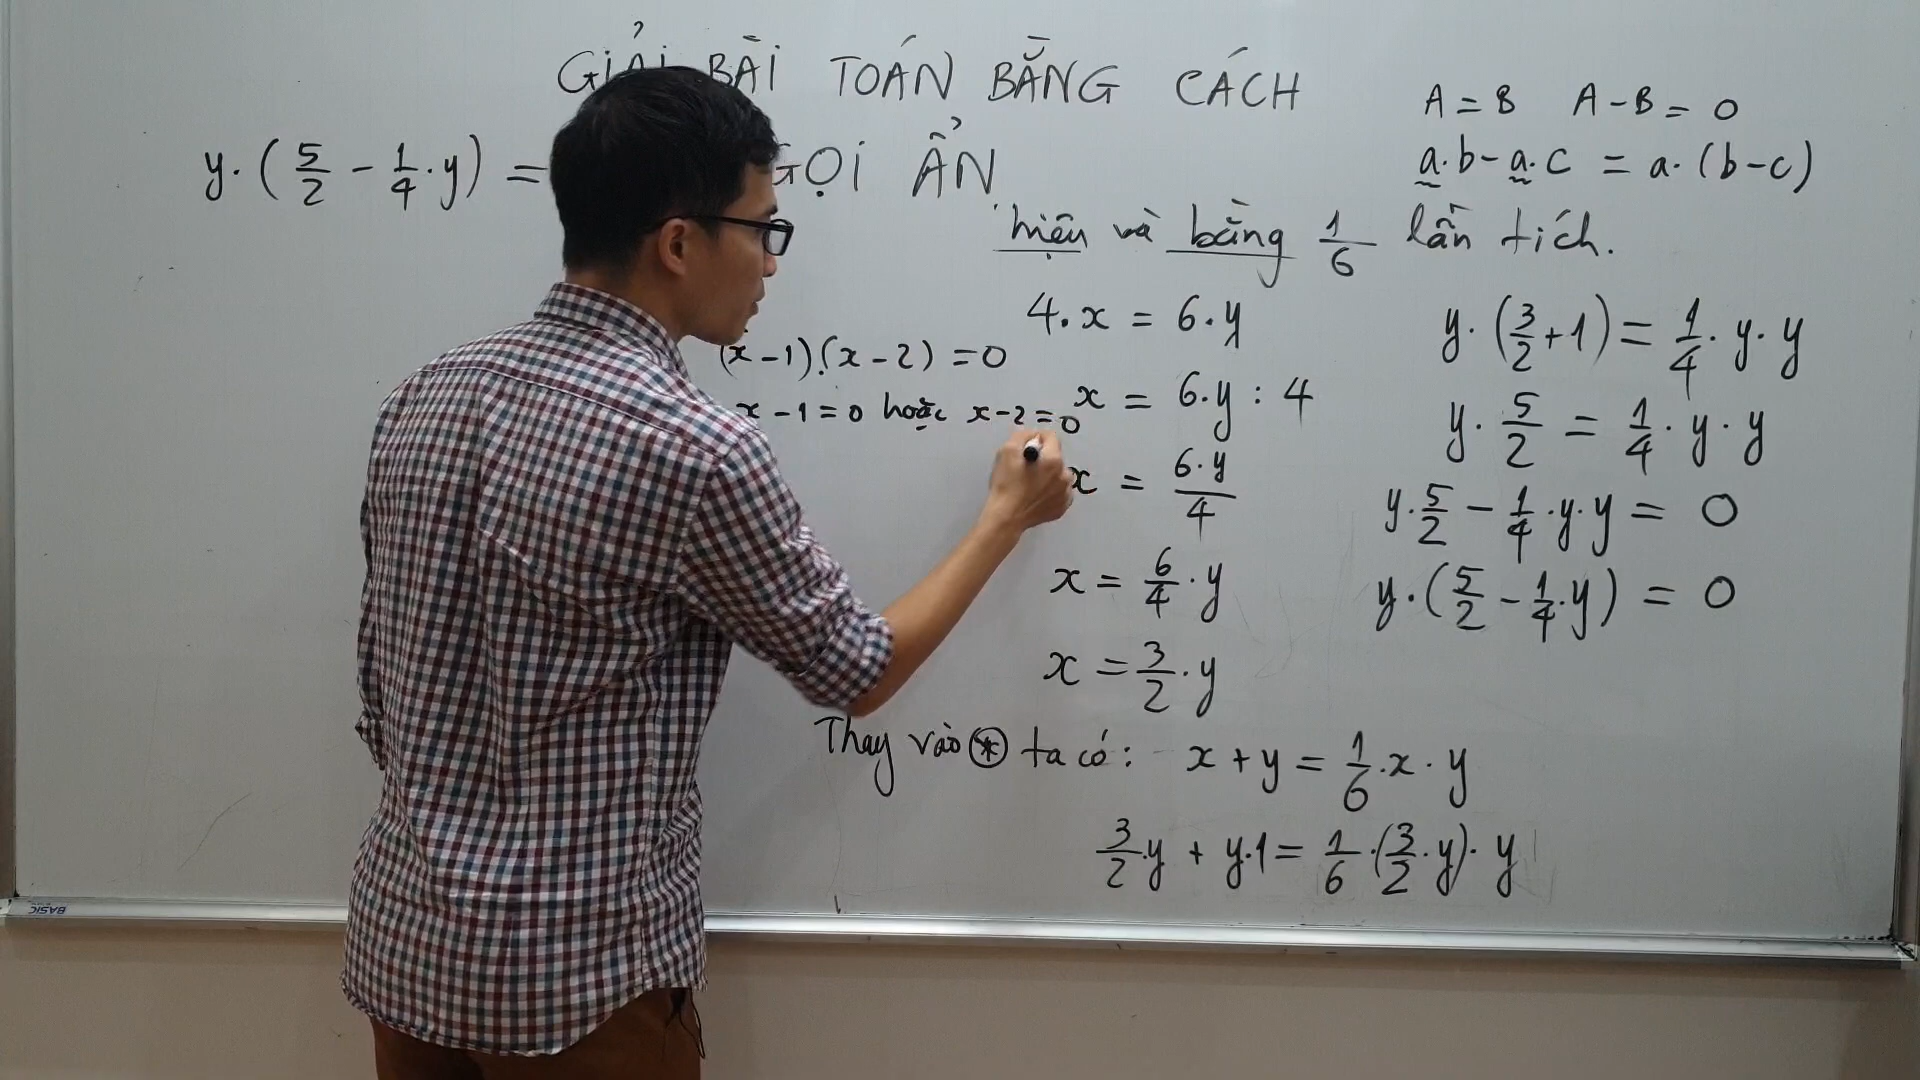 GIẢI BÀI TOÁN BẰNG CÁCH
GỌI ẨN
y.(5/2 - 1/4.y) =
A = B A - B = 0
a.b - a.c = a.(b-c)
hiệu và bằng 1/6 lần tích.
(x-1).(x-2) = 0
x-1=0 hoặc x-2=0
4.x = 6.y
x = 6.y : 4
x = 6.y/4
x = 6/4.y
x = 3/2.y
Thay vào (*) ta có: x + y = 1/6.x.y
3/2.y + y.1 = 1/6.(3/2.y).y
y.(3/2+1) = 1/4.y.y
y.5/2 = 1/4.y.y
y.5/2 - 1/4.y.y = 0
y.(5/2 - 1/4.y) = 0
BASIC